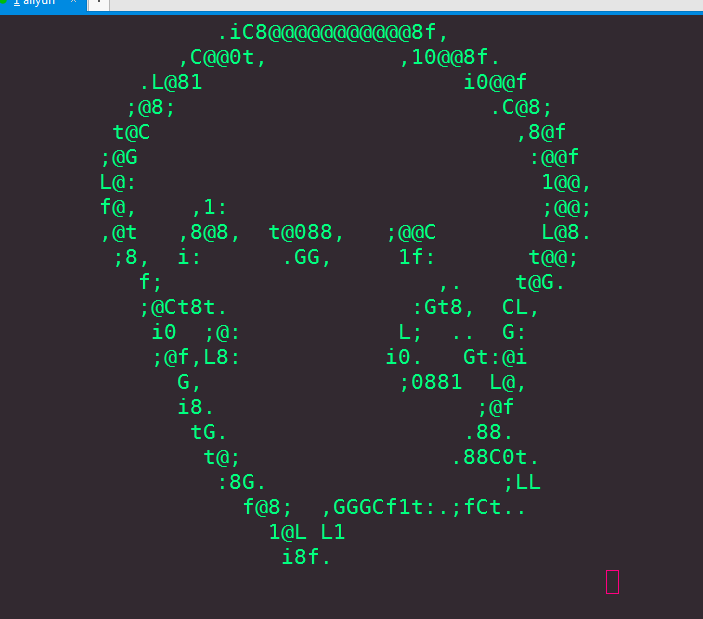 1 aliyun × +
.iC8@@@@@@@@@@@8f,
,C@@0t, ,10@@8f.
.L@81 i0@@f
;@8; .C@8;
t@C ,8@f
;@G :@@f
L@: 1@@,
f@, ,1: ;@@;
,@t ,8@8, t@088, ;@@C L@8.
;8, i: .GG, 1f: t@@;
f; ,. t@G.
;@Ct8t. :Gt8, CL,
i0 ;@: L; .. G:
;@f,L8: i0. Gt:@i
G, ;0881 L@,
i8. ;@f
tG. .88.
t@; .88C0t.
:8G. ;LL
f@8; ,GGGCf1t:.;fCt..
1@L L1
i8f.